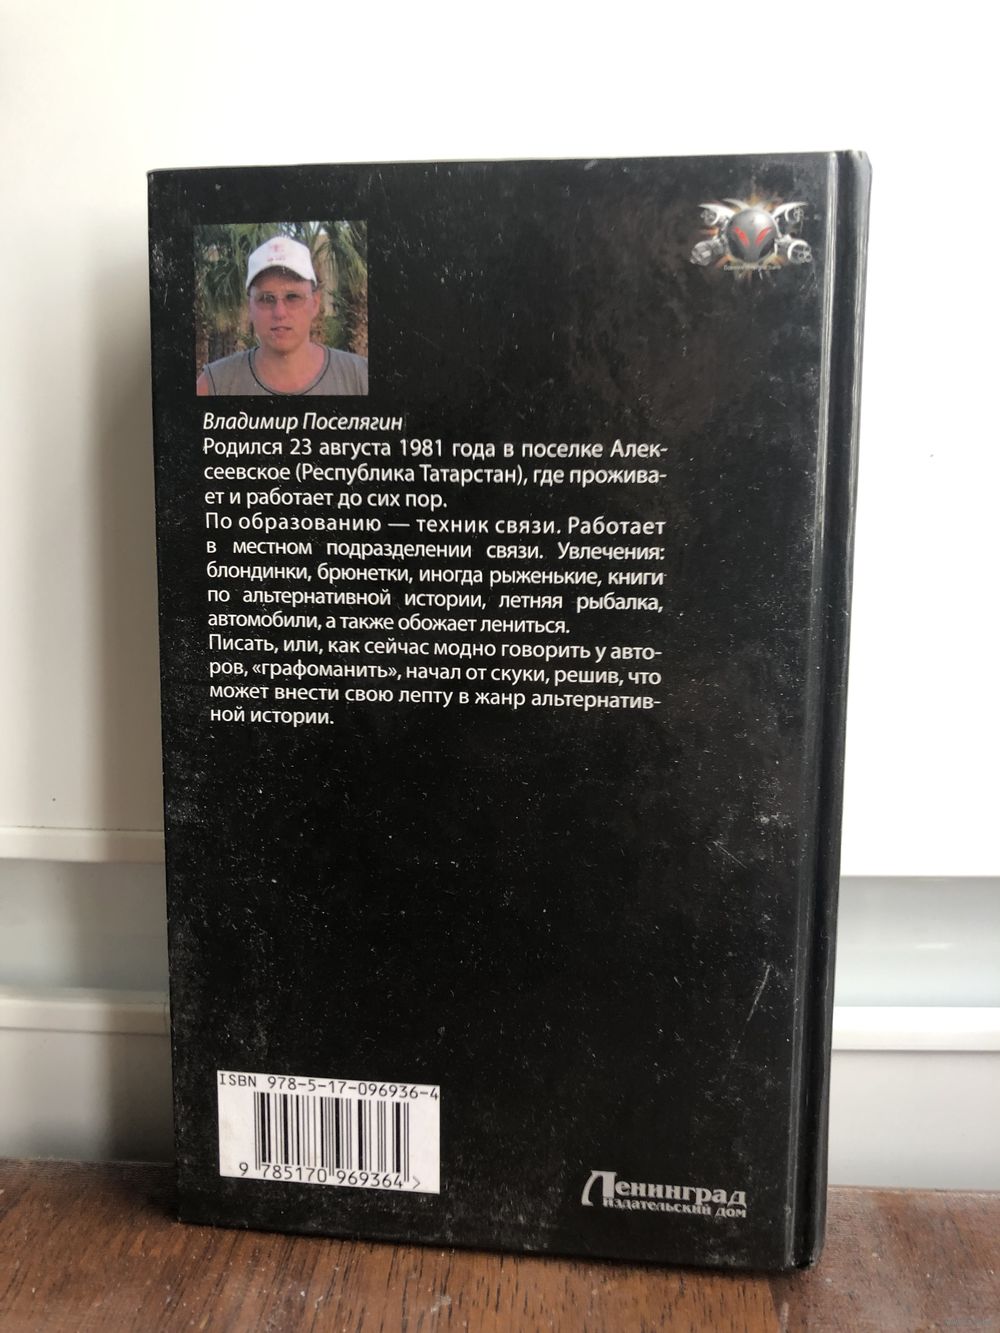 Владимир Поселягин
Родился 23 августа 1981 года в поселке Алек-
сеевское (Республика Татарстан), где прожива-
ет и работает до сих пор.
По образованию — техник связи. Работает
в местном подразделении связи. Увлечения:
блондинки, брюнетки, иногда рыженькие, книги
по альтернативной истории, летняя рыбалка,
автомобили, а также обожает лениться.
Писать, или, как сейчас модно говорить у авто-
ров, «графоманить», начал от скуки, решив, что
может внести свою лепту в жанр альтернатив-
ной истории.
ISBN 978-5-17-096936-4
9 785170 969364 >
Ленинград
издательский дом